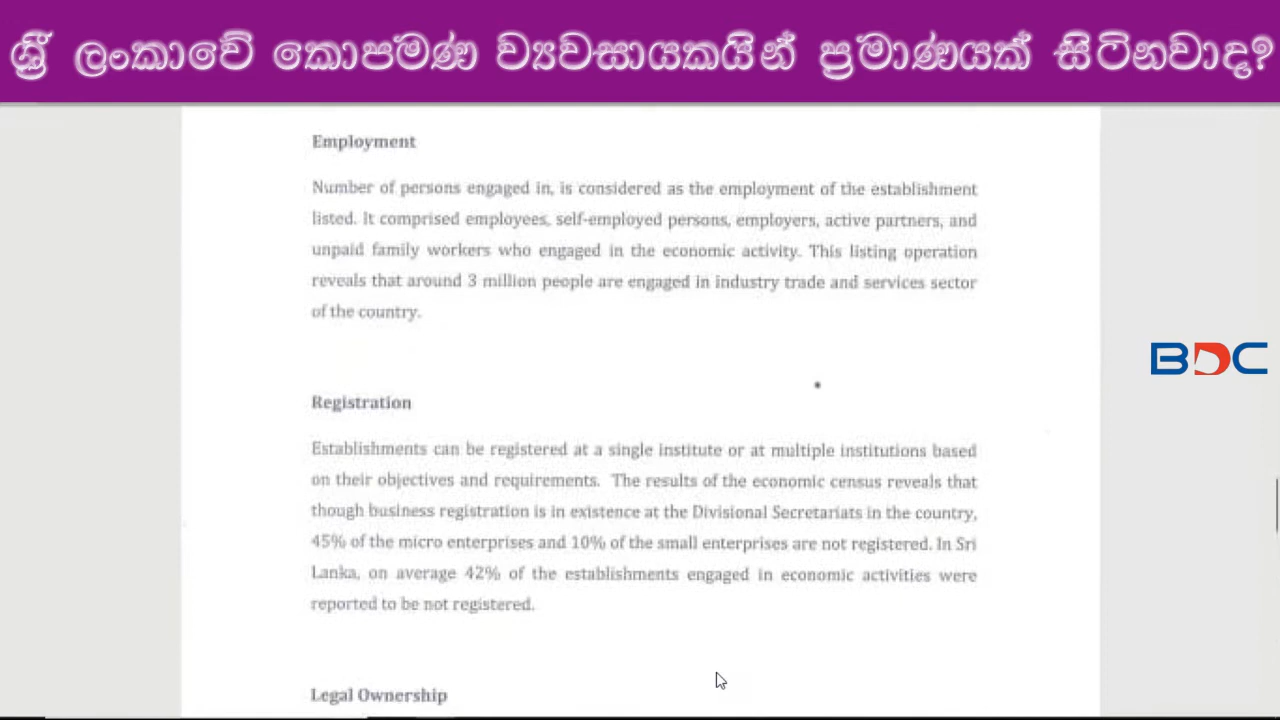 ශ්‍රී ලංකාවේ කොපමණ ව්‍යවසායකයින් ප්‍රමාණයක් සිටිනවාද?
Employment
Number of persons engaged in, is considered as the employment of the establishment
listed. It comprised employees, self-employed persons, employers, active partners, and
unpaid family workers who engaged in the economic activity. This listing operation
reveals that around 3 million people are engaged in industry trade and services sector
of the country.
BDC
Registration
Establishments can be registered at a single institute or at multiple institutions based
on their objectives and requirements. The results of the economic census reveals that
though business registration is in existence at the Divisional Secretariats in the country,
45% of the micro enterprises and 10% of the small enterprises are not registered. In Sri
Lanka, on average 42% of the establishments engaged in economic activities were
reported to be not registered.
Legal Ownership